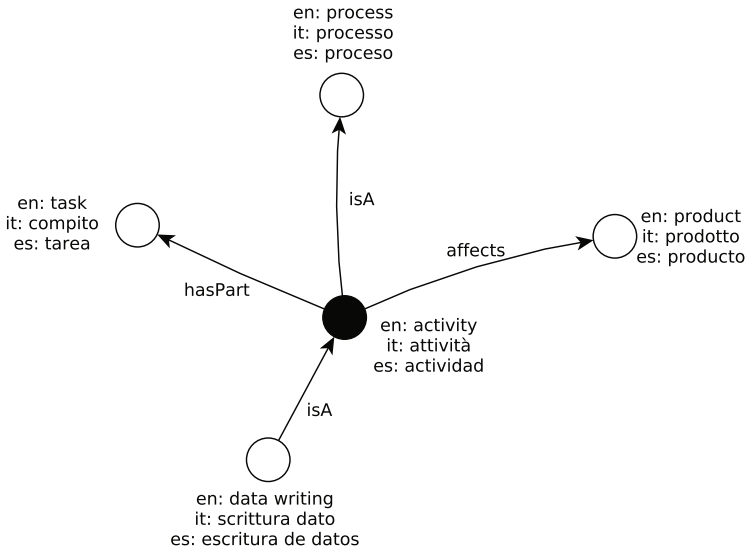 en: process
it: processo
es: proceso
isA
en: task
it: compito
es: tarea
en: product
it: prodotto
es: producto
affects
hasPart
en: activity
it: attività
es: actividad
isA
en: data writing
it: scrittura dato
es: escritura de datos